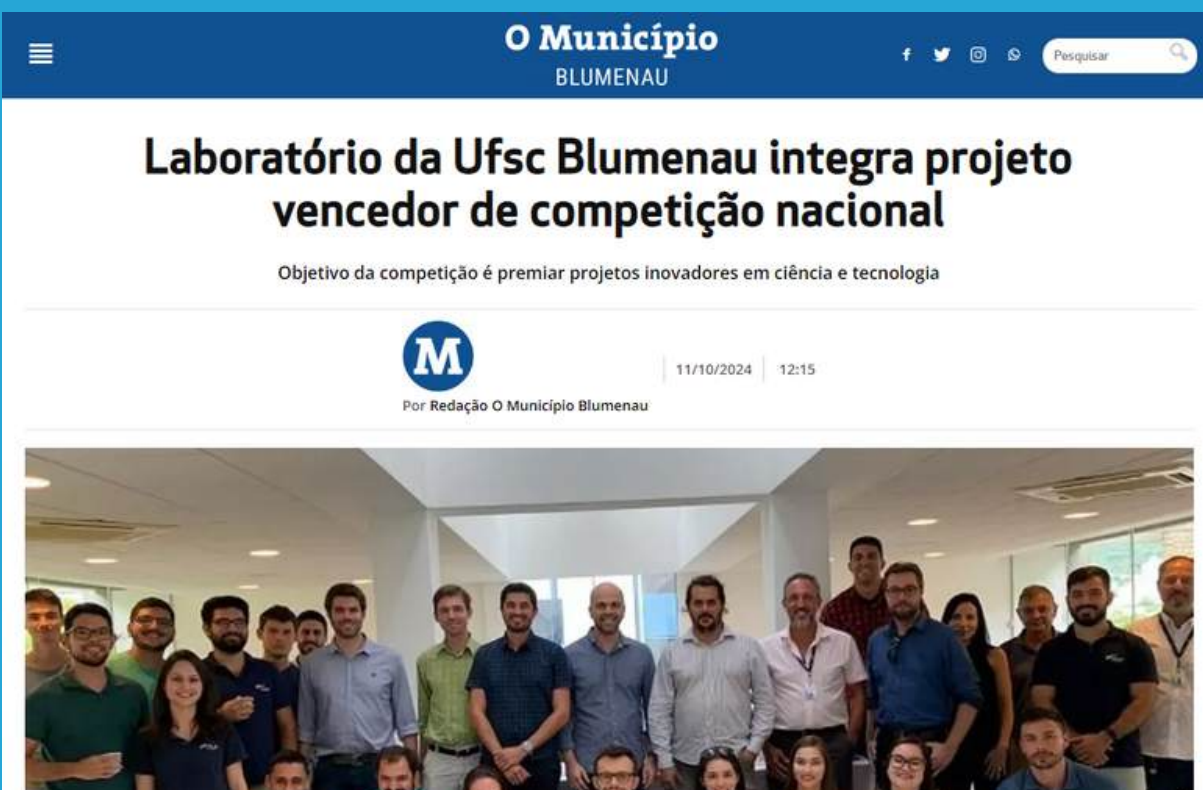 O Município
BLUMENAU
Pesquisar
Laboratório da Ufsc Blumenau integra projeto
vencedor de competição nacional
Objetivo da competição é premiar projetos inovadores em ciência e tecnologia
M
11/10/2024 12:15
Por Redação O Município Blumenau